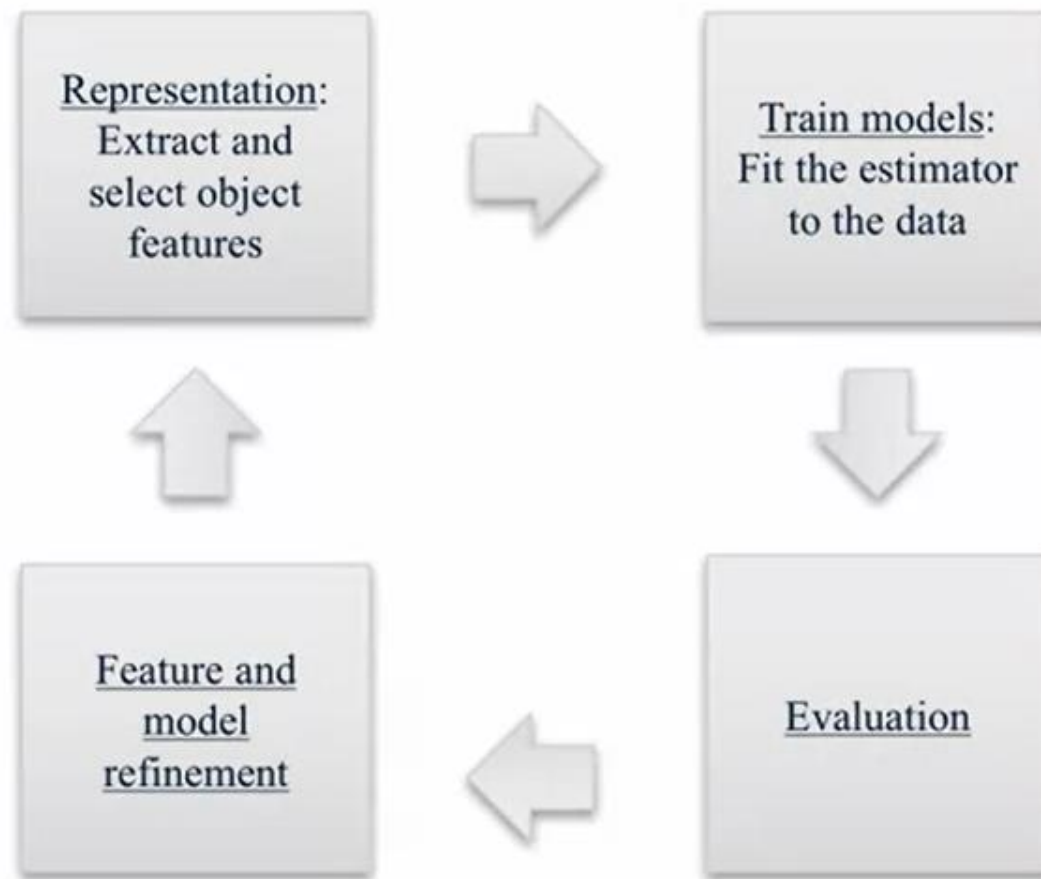 Representation:
Extract and
select object
features
Train models:
Fit the estimator
to the data
Feature and
model
refinement
Evaluation